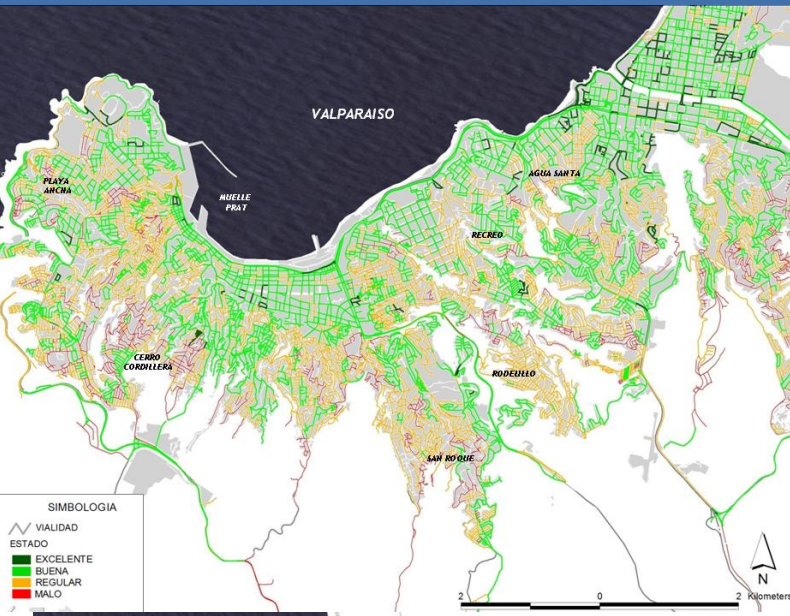 VALPARAISO
PLAYA
ANCHA
MUELLE
PRAT
AGUA SANTA
RECREO
CERRO
CORDILLERA
RODELILLO
SAN ROQUE
SIMBOLOGIA
VIALIDAD
ESTADO
EXCELENTE
BUENA
REGULAR
MALO
N
2 0 2 Kilometers